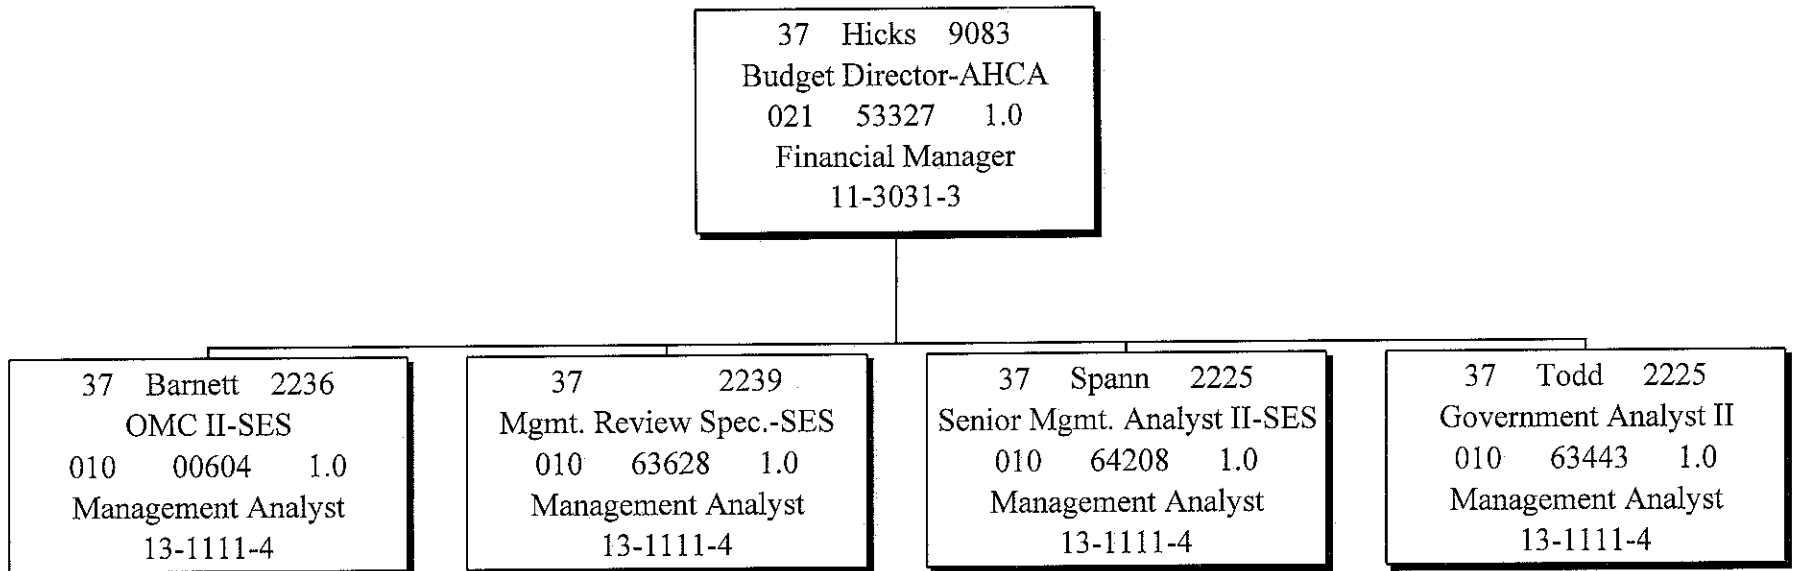 37 Hicks 9083
Budget Director-AHCA
021 53327 1.0
Financial Manager
11-3031-3
37 Barnett 2236
OMC II-SES
010 00604 1.0
Management Analyst
13-1111-4
37 2239
Mgmt. Review Spec.-SES
010 63628 1.0
Management Analyst
13-1111-4
37 Spann 2225
Senior Mgmt. Analyst II-SES
010 64208 1.0
Management Analyst
13-1111-4
37 Todd 2225
Government Analyst II
010 63443 1.0
Management Analyst
13-1111-4